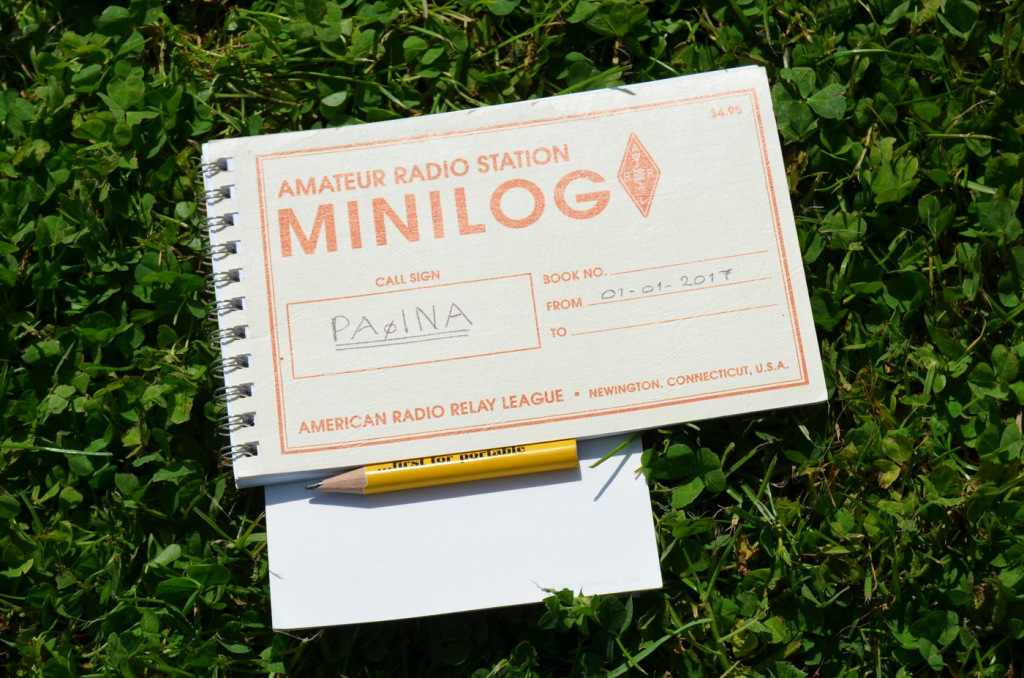 $4.95
AMATEUR RADIO STATION
MINILOG
A
R R
L
CALL SIGN
PAøINA
BOOK NO.
FROM 01-01-2017
TO
AMERICAN RADIO RELAY LEAGUE • NEWINGTON, CONNECTICUT, U.S.A.
...first for portable